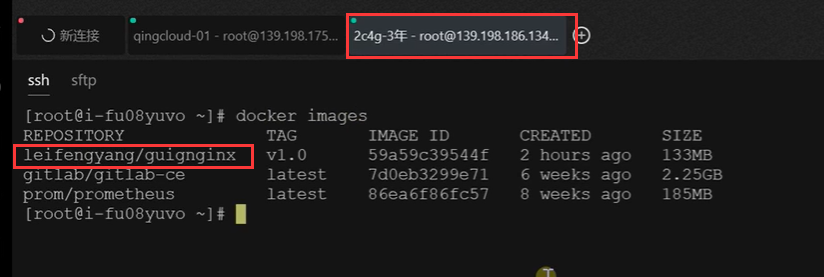 新连接
qingcloud-01 - root@139.198.175...
2c4g-3年 - root@139.198.186.134...
ssh sftp
[root@i-fu08yuvo ~]# docker images
REPOSITORY TAG IMAGE ID CREATED SIZE
leifengyang/guignginx v1.0 59a59c39544f 2 hours ago 133MB
gitlab/gitlab-ce latest 7d0eb3299e71 6 weeks ago 2.25GB
prom/prometheus latest 86ea6f86fc57 8 weeks ago 185MB
[root@i-fu08yuvo ~]#